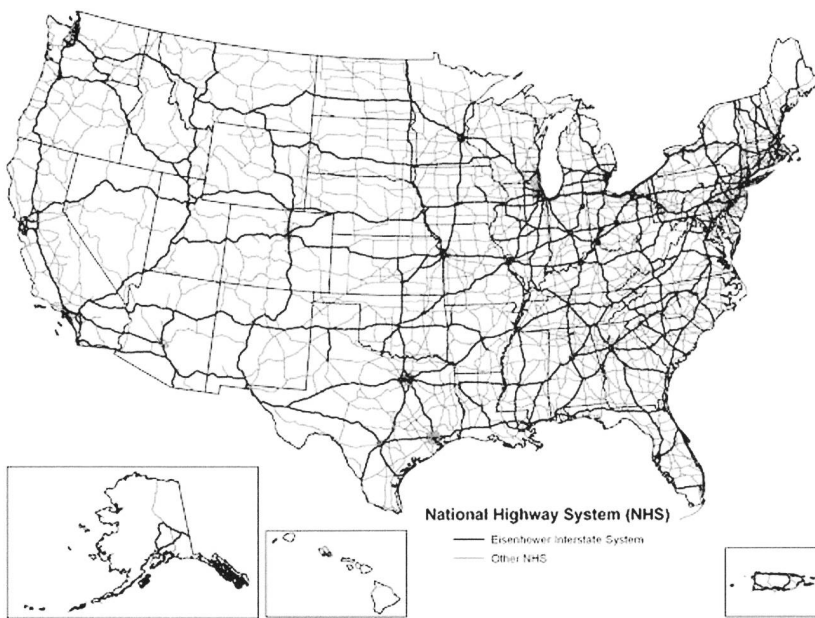 National Highway System (NHS)
Eisenhower Interstate System
Other NHS